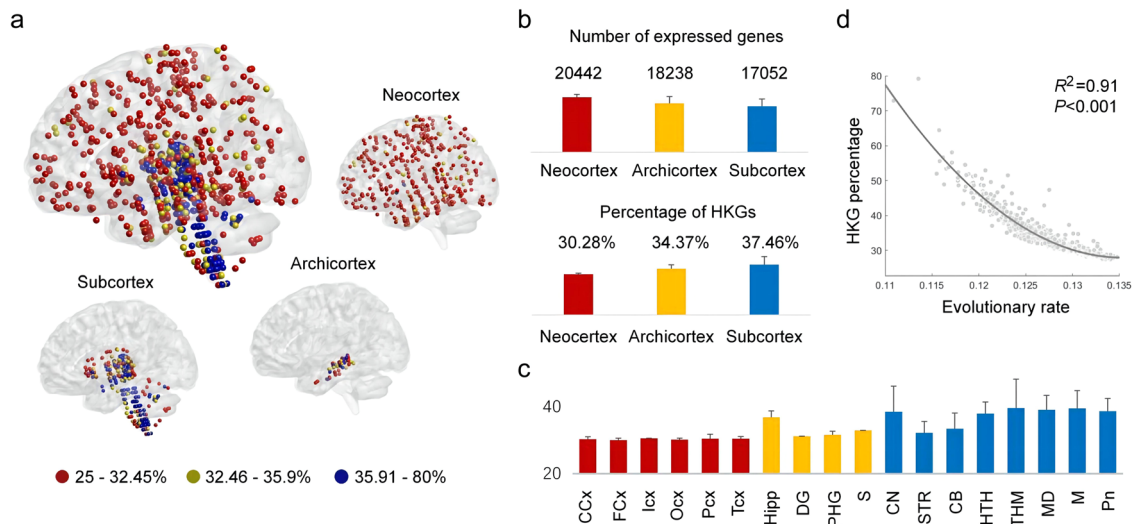 a
Neocortex
Subcortex
Archicortex
25 - 32.45%
32.46 - 35.9%
35.91 - 80%
b
Number of expressed genes
20442 18238 17052
Neocortex Archicortex Subcortex
Percentage of HKGs
30.28% 34.37% 37.46%
Neocertex Archicortex Subcortex
c
40
20
CCx FCx Icx Ocx Pcx Tcx Hipp DG PHG S CN STR CB HTH THM MD M Pn
d
R²=0.91
P<0.001
HKG percentage
80
70
60
50
40
30
0.11 0.115 0.12 0.125 0.13 0.135
Evolutionary rate